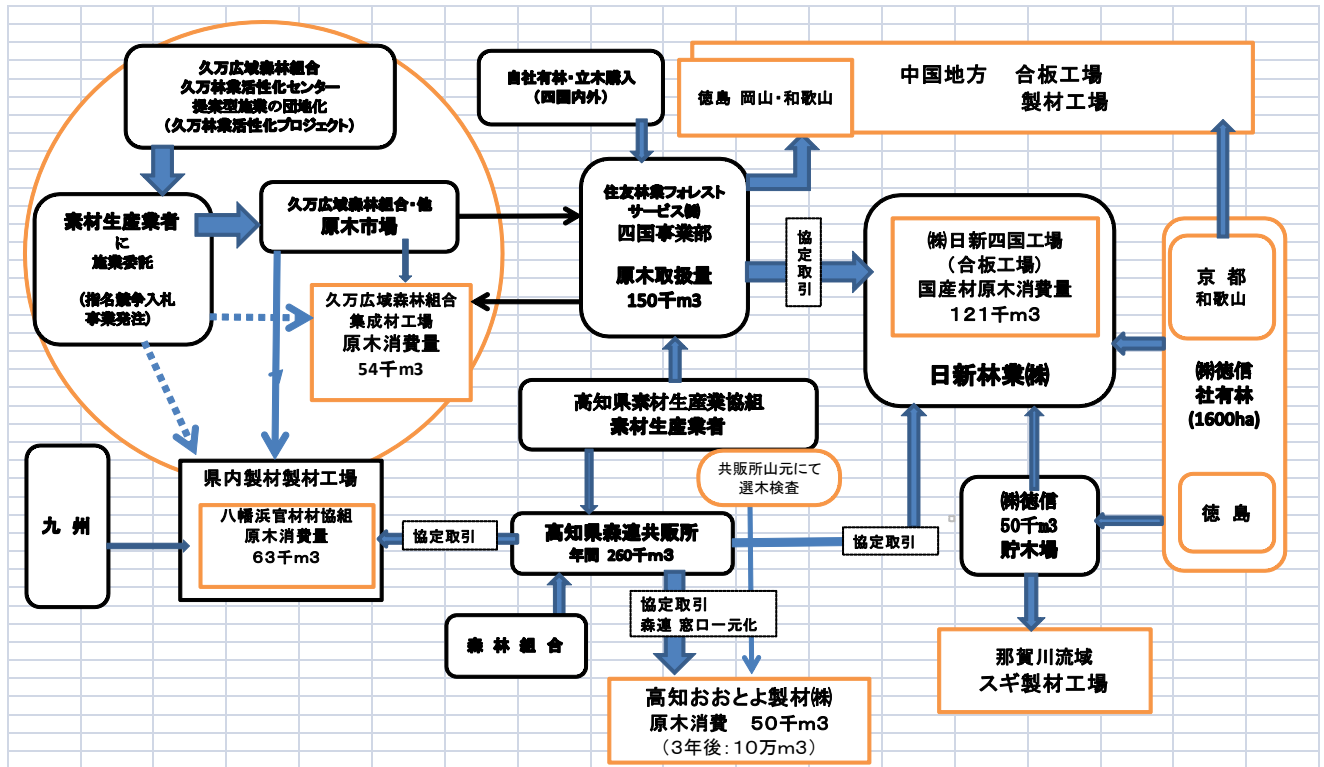 久万広域森林組合
久万林業活性化センター
提案型施業の団地化
(久万林業活性化プロジェクト)
自社有林・立木購入
(四国内外)
徳島 岡山・和歌山
中国地方 合板工場
製材工場
素材生産業者
に
施業委託
(指名競争入札
事業発注)
久万広域森林組合・他
原木市場
住友林業フォレスト
サービス㈱
四国事業部
原木取扱量
150千m3
協定取引
㈱日新四国工場
(合板工場)
国産材原木消費量
121千m3
日新林業㈱
京都
和歌山
㈱徳信
社有林
(1600ha)
徳島
久万広域森林組合
集成材工場
原木消費量
54千m3
高知県素材生産業協組
素材生産業者
共販所山元にて
選木検査
九州
県内製材製材工場
八幡浜官材材協組
原木消費量
63千m3
協定取引
高知県森連共販所
年間 260千m3
協定取引
㈱徳信
50千m3
貯木場
森林組合
協定取引
森連 窓口一元化
高知おおとよ製材㈱
原木消費 50千m3
(3年後:10万m3)
那賀川流域
スギ製材工場